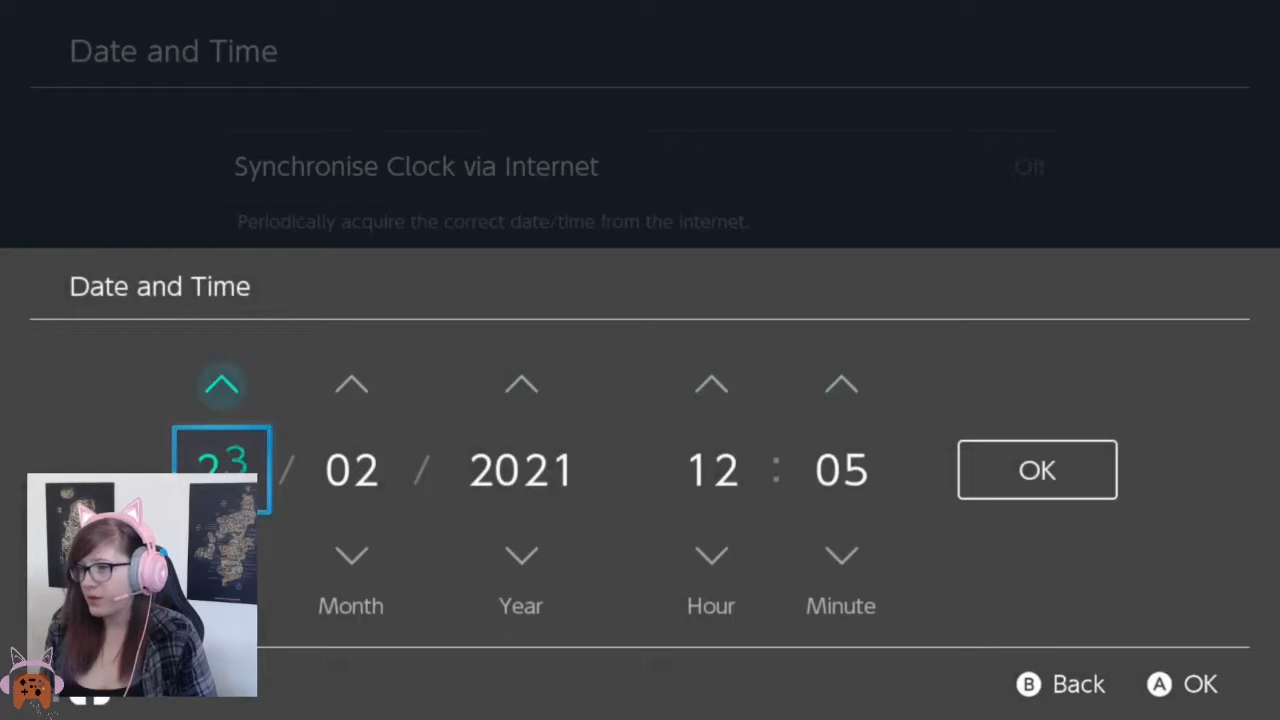 Date and Time
Synchronise Clock via Internet Off
Periodically acquire the correct date/time from the internet.
Date and Time
23 / 02 / 2021 12 : 05 OK
Month Year Hour Minute
B Back A OK